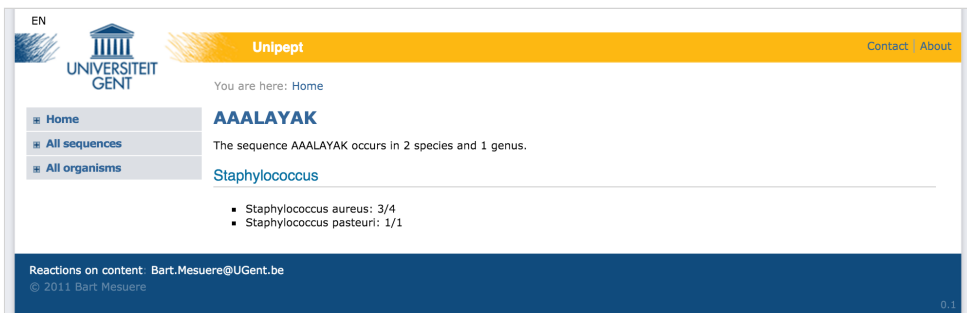 EN
UNIVERSITEIT
GENT
Unipept
Contact | About
You are here: Home
Home
All sequences
All organisms
AAALAYAK
The sequence AAALAYAK occurs in 2 species and 1 genus.
Staphylococcus
Staphylococcus aureus: 3/4
Staphylococcus pasteuri: 1/1
Reactions on content: Bart.Mesuere@UGent.be
© 2011 Bart Mesuere
0.1